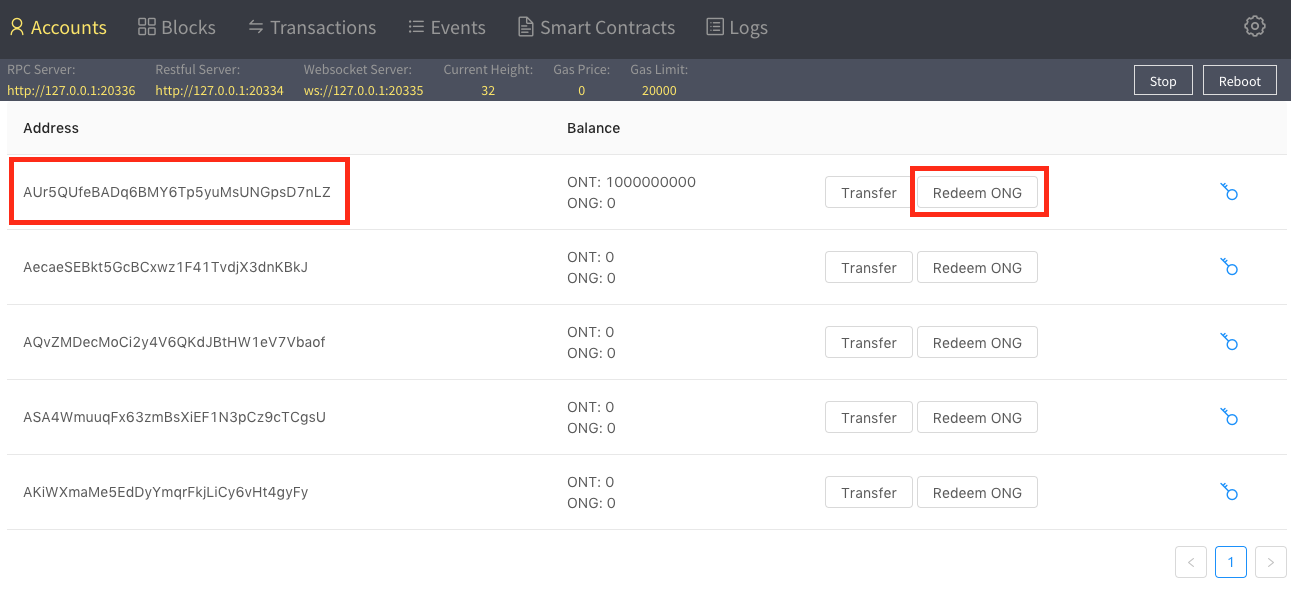 Accounts Blocks Transactions Events Smart Contracts Logs
RPC Server: Restful Server: Websocket Server: Current Height: Gas Price: Gas Limit:
http://127.0.0.1:20336 http://127.0.0.1:20334 ws://127.0.0.1:20335 32 0 20000
Stop Reboot
Address Balance
AUr5QUfeBADq6BMY6Tp5yuMsUNGpsD7nLZ
ONT: 1000000000
ONG: 0
Transfer Redeem ONG
AecaeSEBkt5GcBCxwz1F41TvdjX3dnKBkJ
ONT: 0
ONG: 0
Transfer Redeem ONG
AQvZMDecMoCi2y4V6QKdJBtHW1eV7Vbaof
ONT: 0
ONG: 0
Transfer Redeem ONG
ASA4WmuuqFx63zmBsXiEF1N3pCz9cTCgsU
ONT: 0
ONG: 0
Transfer Redeem ONG
AKiWXmaMe5EdDyYmqrFkjLiCy6vHt4gyFy
ONT: 0
ONG: 0
Transfer Redeem ONG
< 1 >